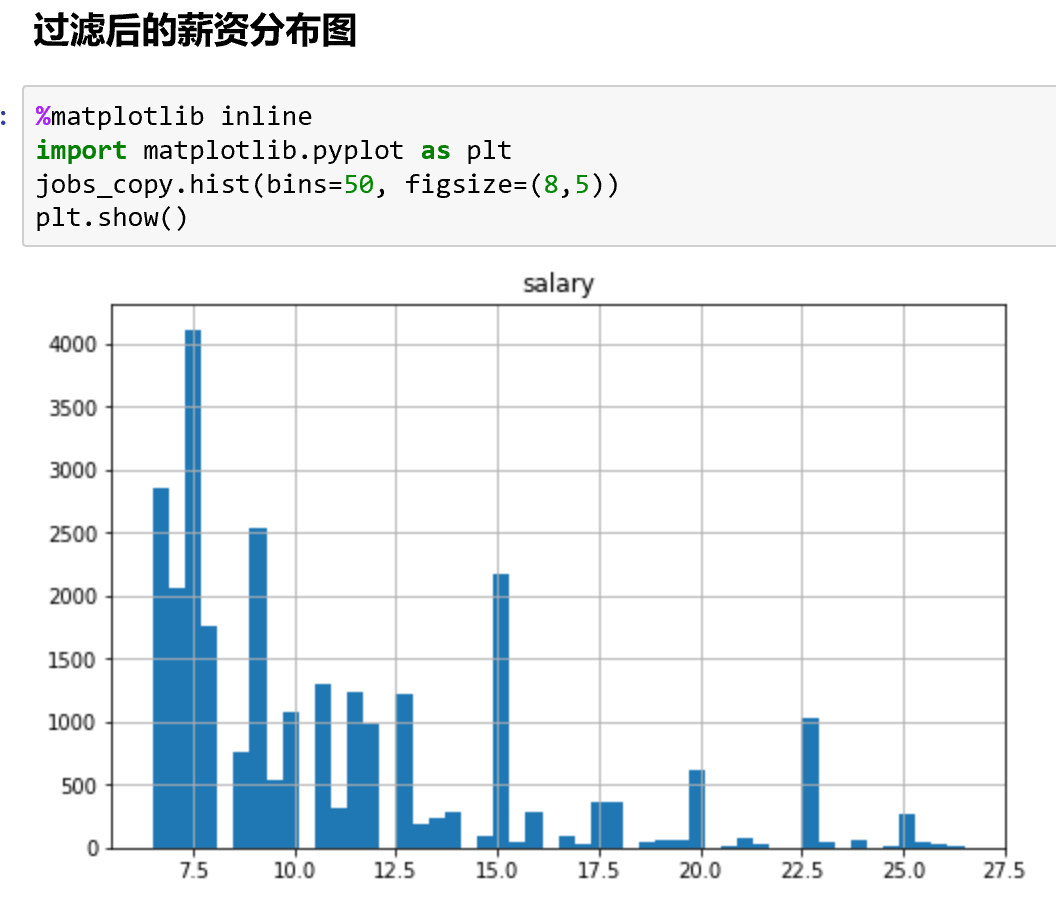 过滤后的薪资分布图
:
%matplotlib inline
import matplotlib.pyplot as plt
jobs_copy.hist(bins=50, figsize=(8,5))
plt.show()
salary
4000
3500
3000
2500
2000
1500
1000
500
0
7.5 10.0 12.5 15.0 17.5 20.0 22.5 25.0 27.5